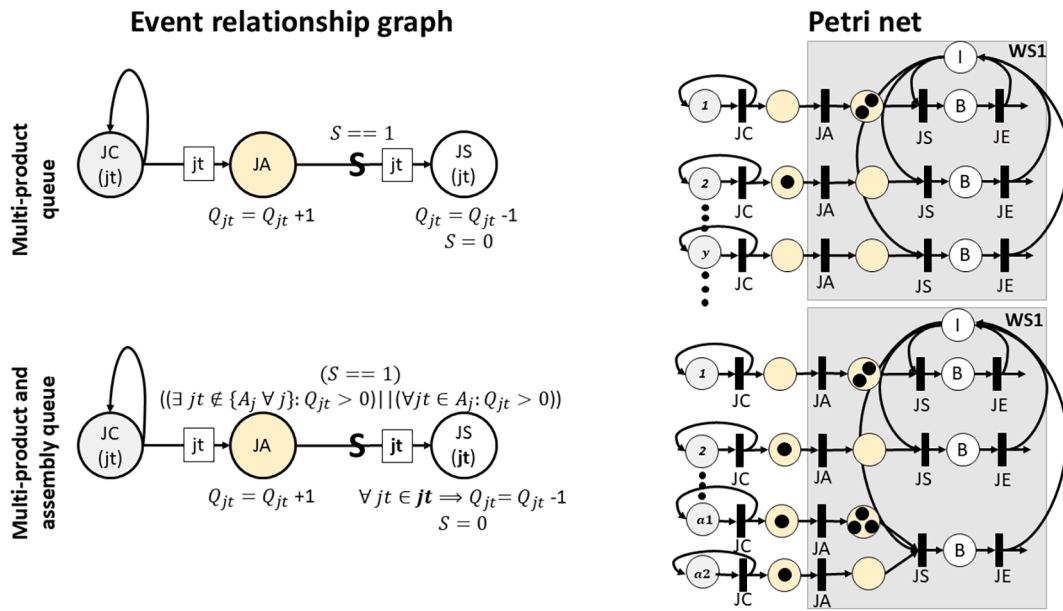 Event relationship graph
Petri net
Multi-product
queue
JC
(jt)
jt
JA
S == 1
S
jt
JS
(jt)
Q_jt = Q_jt +1
Q_jt = Q_jt -1
S = 0
WS1
I
1
JC
JA
JS
B
JE
2
JC
JA
JS
B
JE
y
JC
JA
JS
B
JE
Multi-product and
assembly queue
JC
(jt)
jt
JA
(S == 1)
((∃ jt ∉ {A_j ∀ j}: Q_jt > 0)||(∀jt ∈ A_j: Q_jt > 0))
S
jt
JS
(jt)
Q_jt = Q_jt +1
∀ jt ∈ jt ⟹ Q_jt = Q_jt -1
S = 0
WS1
I
1
JC
JA
JS
B
JE
2
JC
JA
JS
B
JE
a1
JC
JA
a2
JC
JA
JS
B
JE